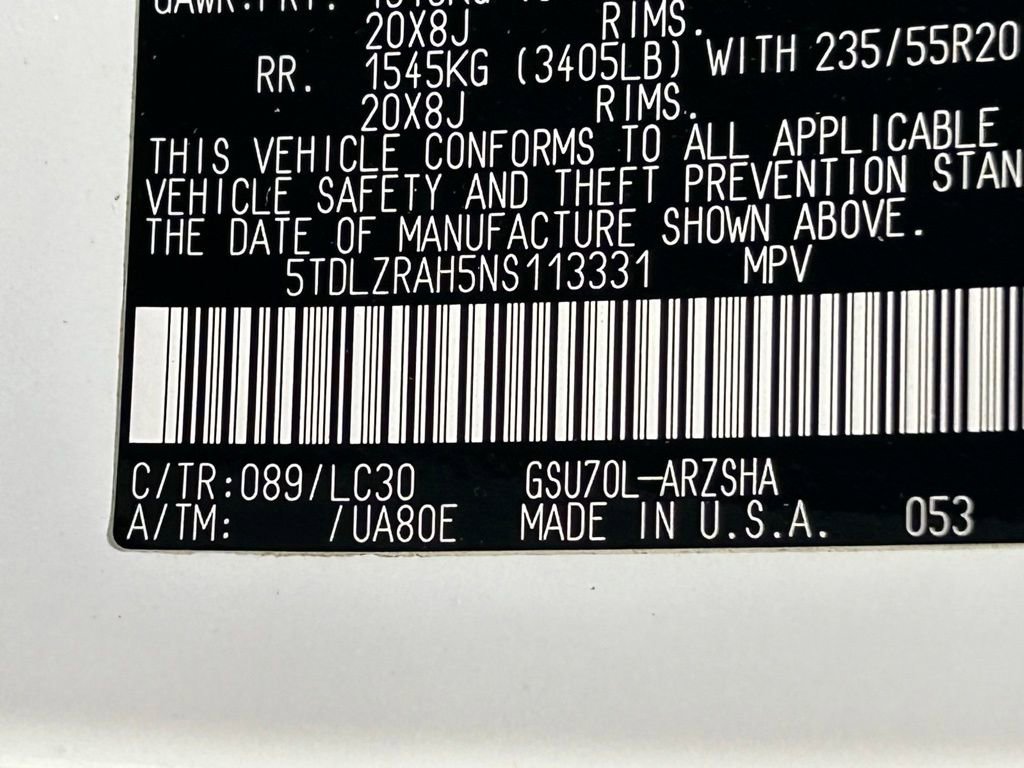 20X8J RIMS.
RR. 1545KG (3405LB) WITH 235/55R20
20X8J RIMS.
THIS VEHICLE CONFORMS TO ALL APPLICABLE
VEHICLE SAFETY AND THEFT PREVENTION STAN
THE DATE OF MANUFACTURE SHOWN ABOVE.
5TDLZRAH5NS113331 MPV
C/TR:089/LC30 GSU70L-ARZSHA
A/TM: /UA80E MADE IN U.S.A. 053